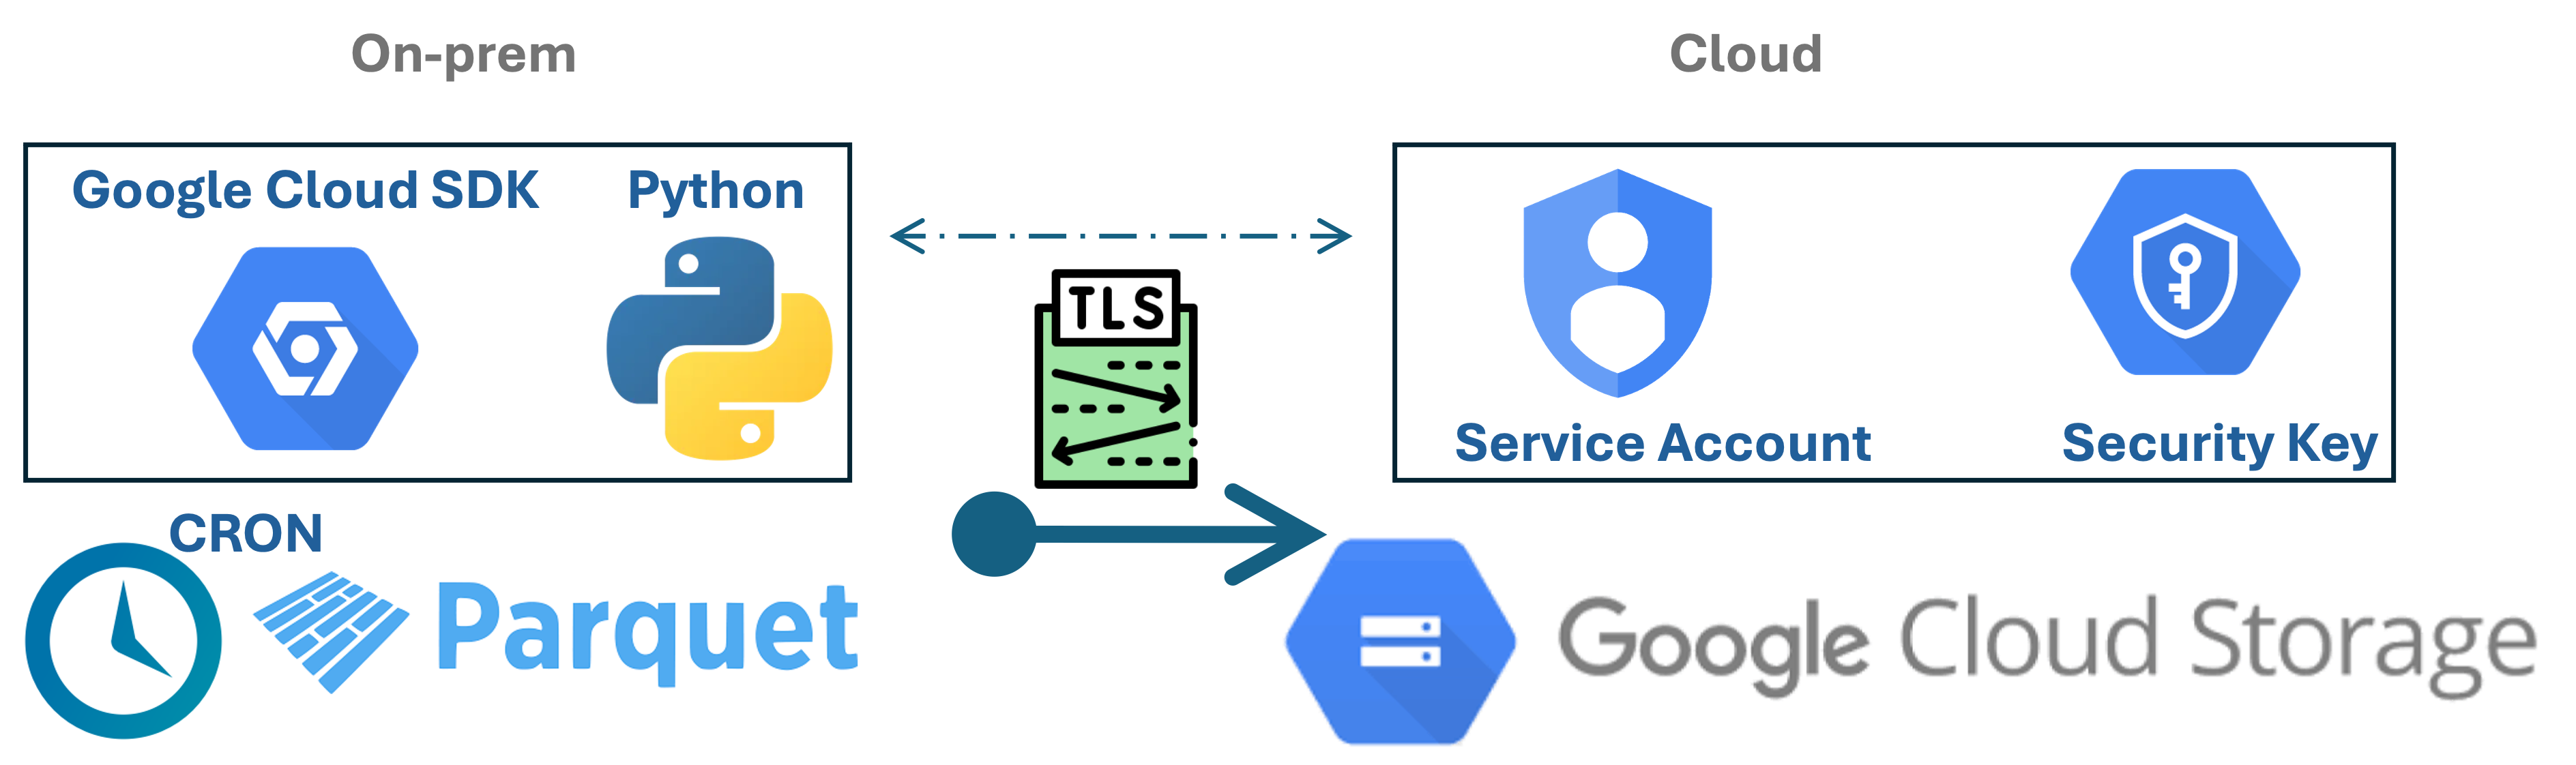 On-prem
Cloud
Google Cloud SDK
Python
TLS
Service Account
Security Key
CRON
Parquet
Google Cloud Storage